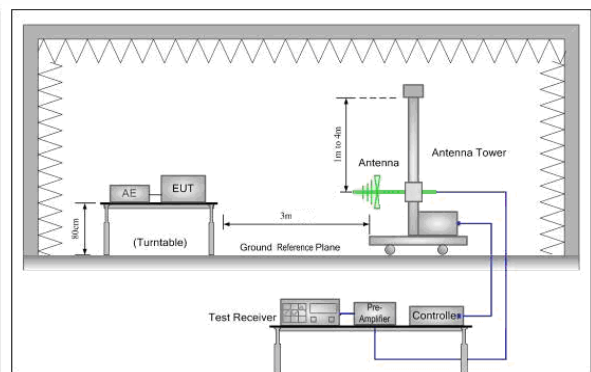 1m to 4m
Antenna
Antenna Tower
AE
EUT
80cm
3m
(Turntable)
Ground Reference Plane
Test Receiver
Pre-
Amplifier
Controller